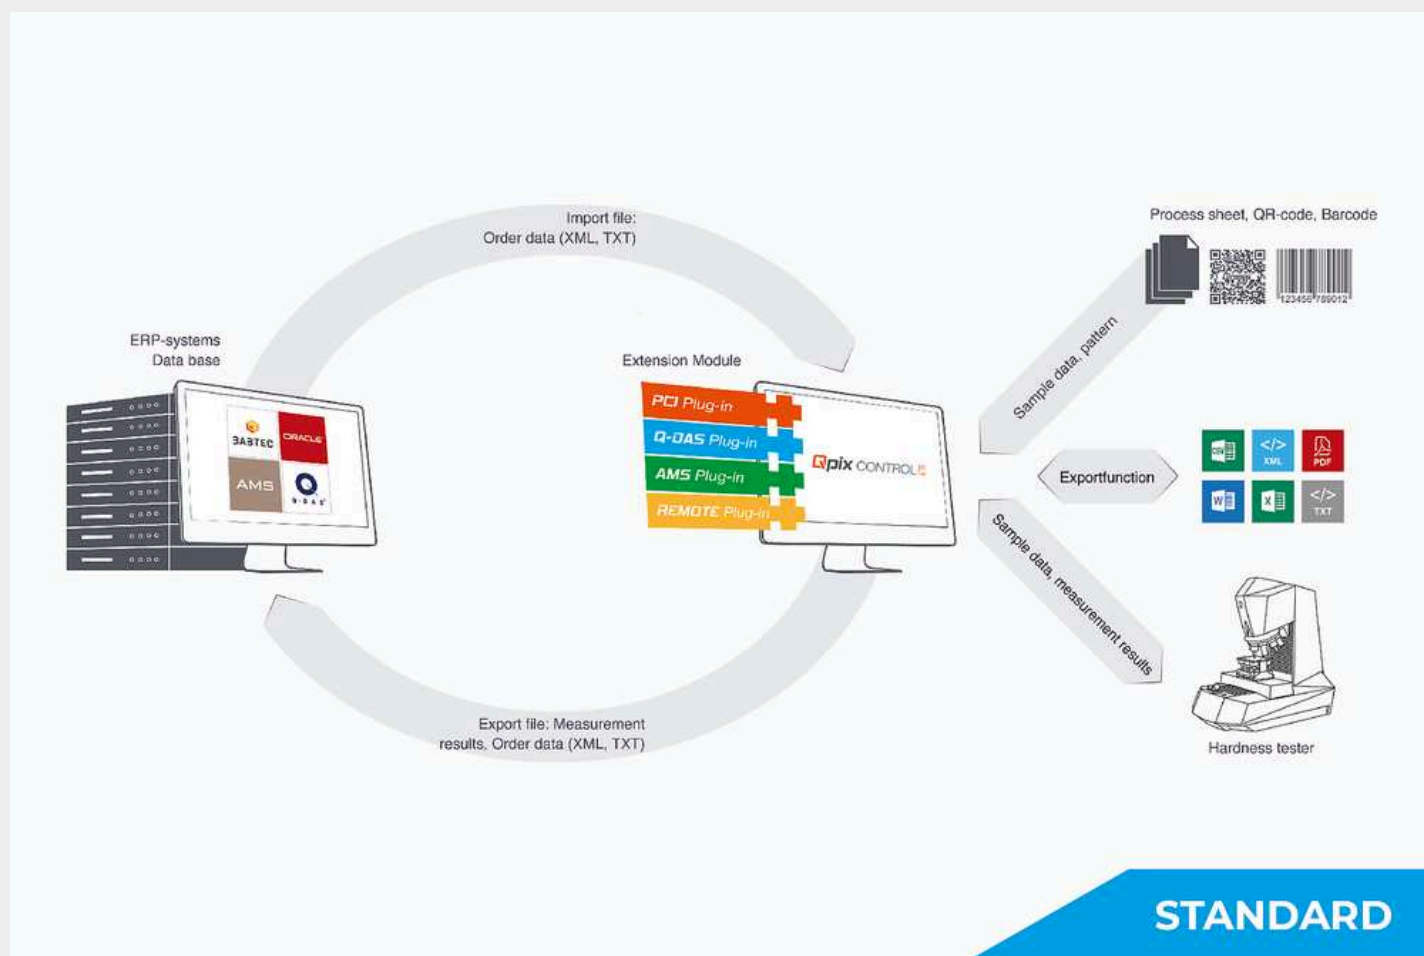 Import file:
Order data (XML, TXT)
Process sheet, QR-code, Barcode
123456 789012
Sample data, pattern
ERP-systems
Data base
BABTEC
ORACLE
AMS
Q-DAS
Extension Module
PCI Plug-in
Q-DAS Plug-in
AMS Plug-in
REMOTE Plug-in
Qpix CONTROL
Exportfunction
XML
PDF
W
X
TXT
Sample data, measurement results
Export file: Measurement
results, Order data (XML, TXT)
Hardness tester
STANDARD